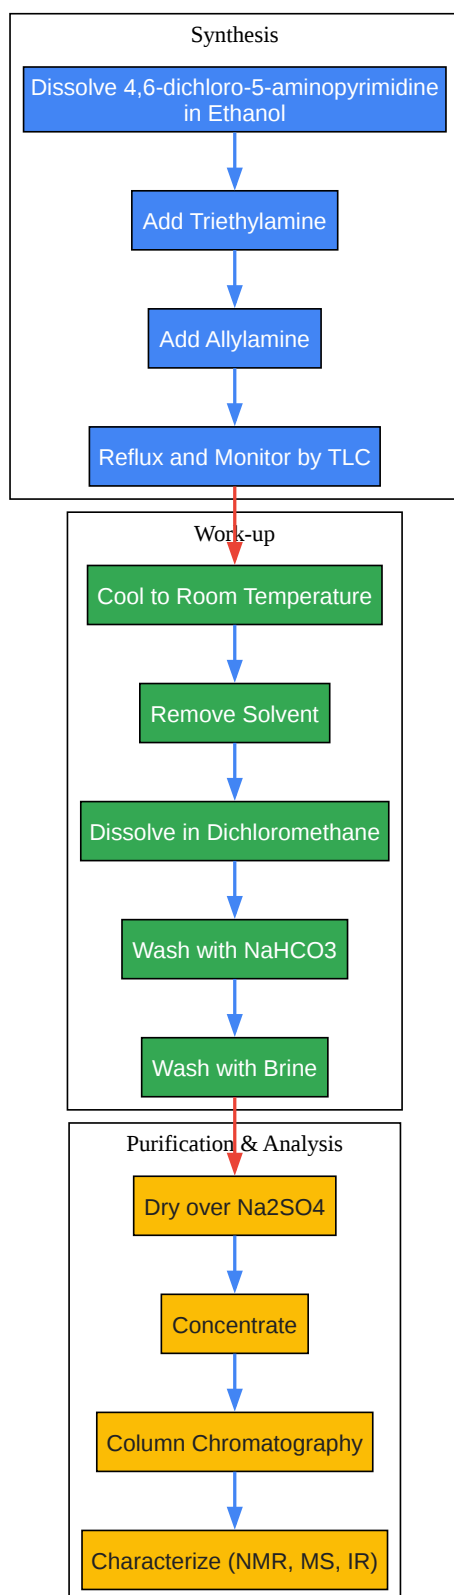 Synthesis
Dissolve 4,6-dichloro-5-aminopyrimidine
in Ethanol
Add Triethylamine
Add Allylamine
Reflux and Monitor by TLC
Work-up
Cool to Room Temperature
Remove Solvent
Dissolve in Dichloromethane
Wash with NaHCO3
Wash with Brine
Purification & Analysis
Dry over Na2SO4
Concentrate
Column Chromatography
Characterize (NMR, MS, IR)